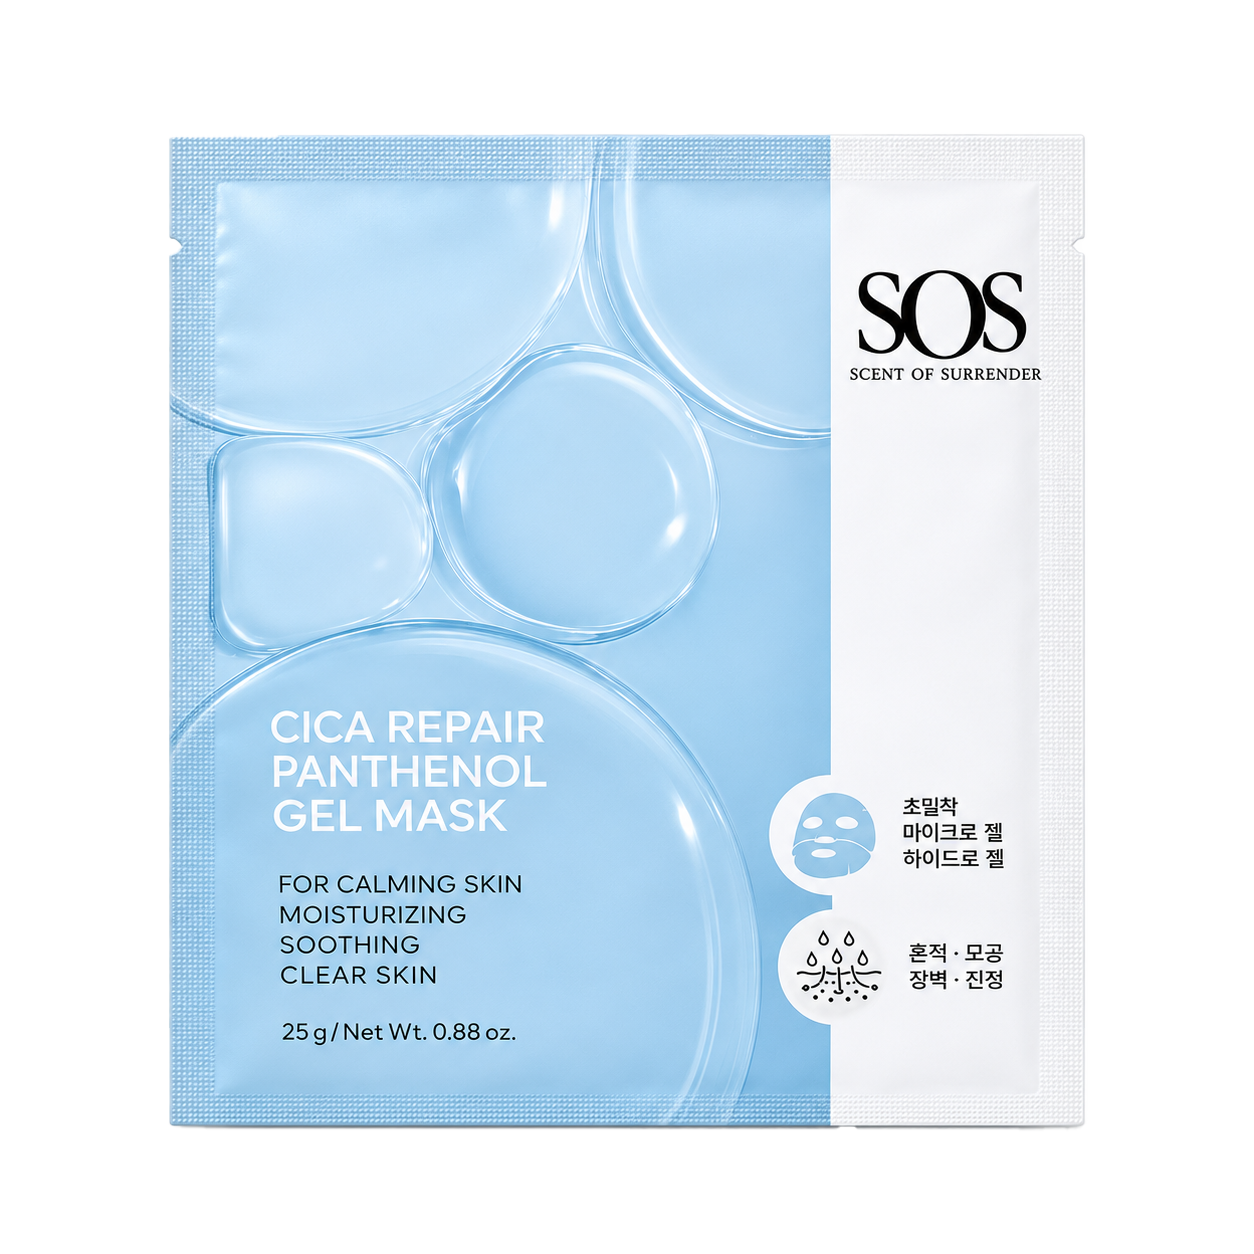 SOS
SCENT OF SURRENDER
CICA REPAIR
PANTHENOL
GEL MASK
FOR CALMING SKIN
MOISTURIZING
SOOTHING
CLEAR SKIN
25 g / Net Wt. 0.88 oz.
초밀착
마이크로 젤
하이드로 젤
흔적 · 모공
장벽 · 진정